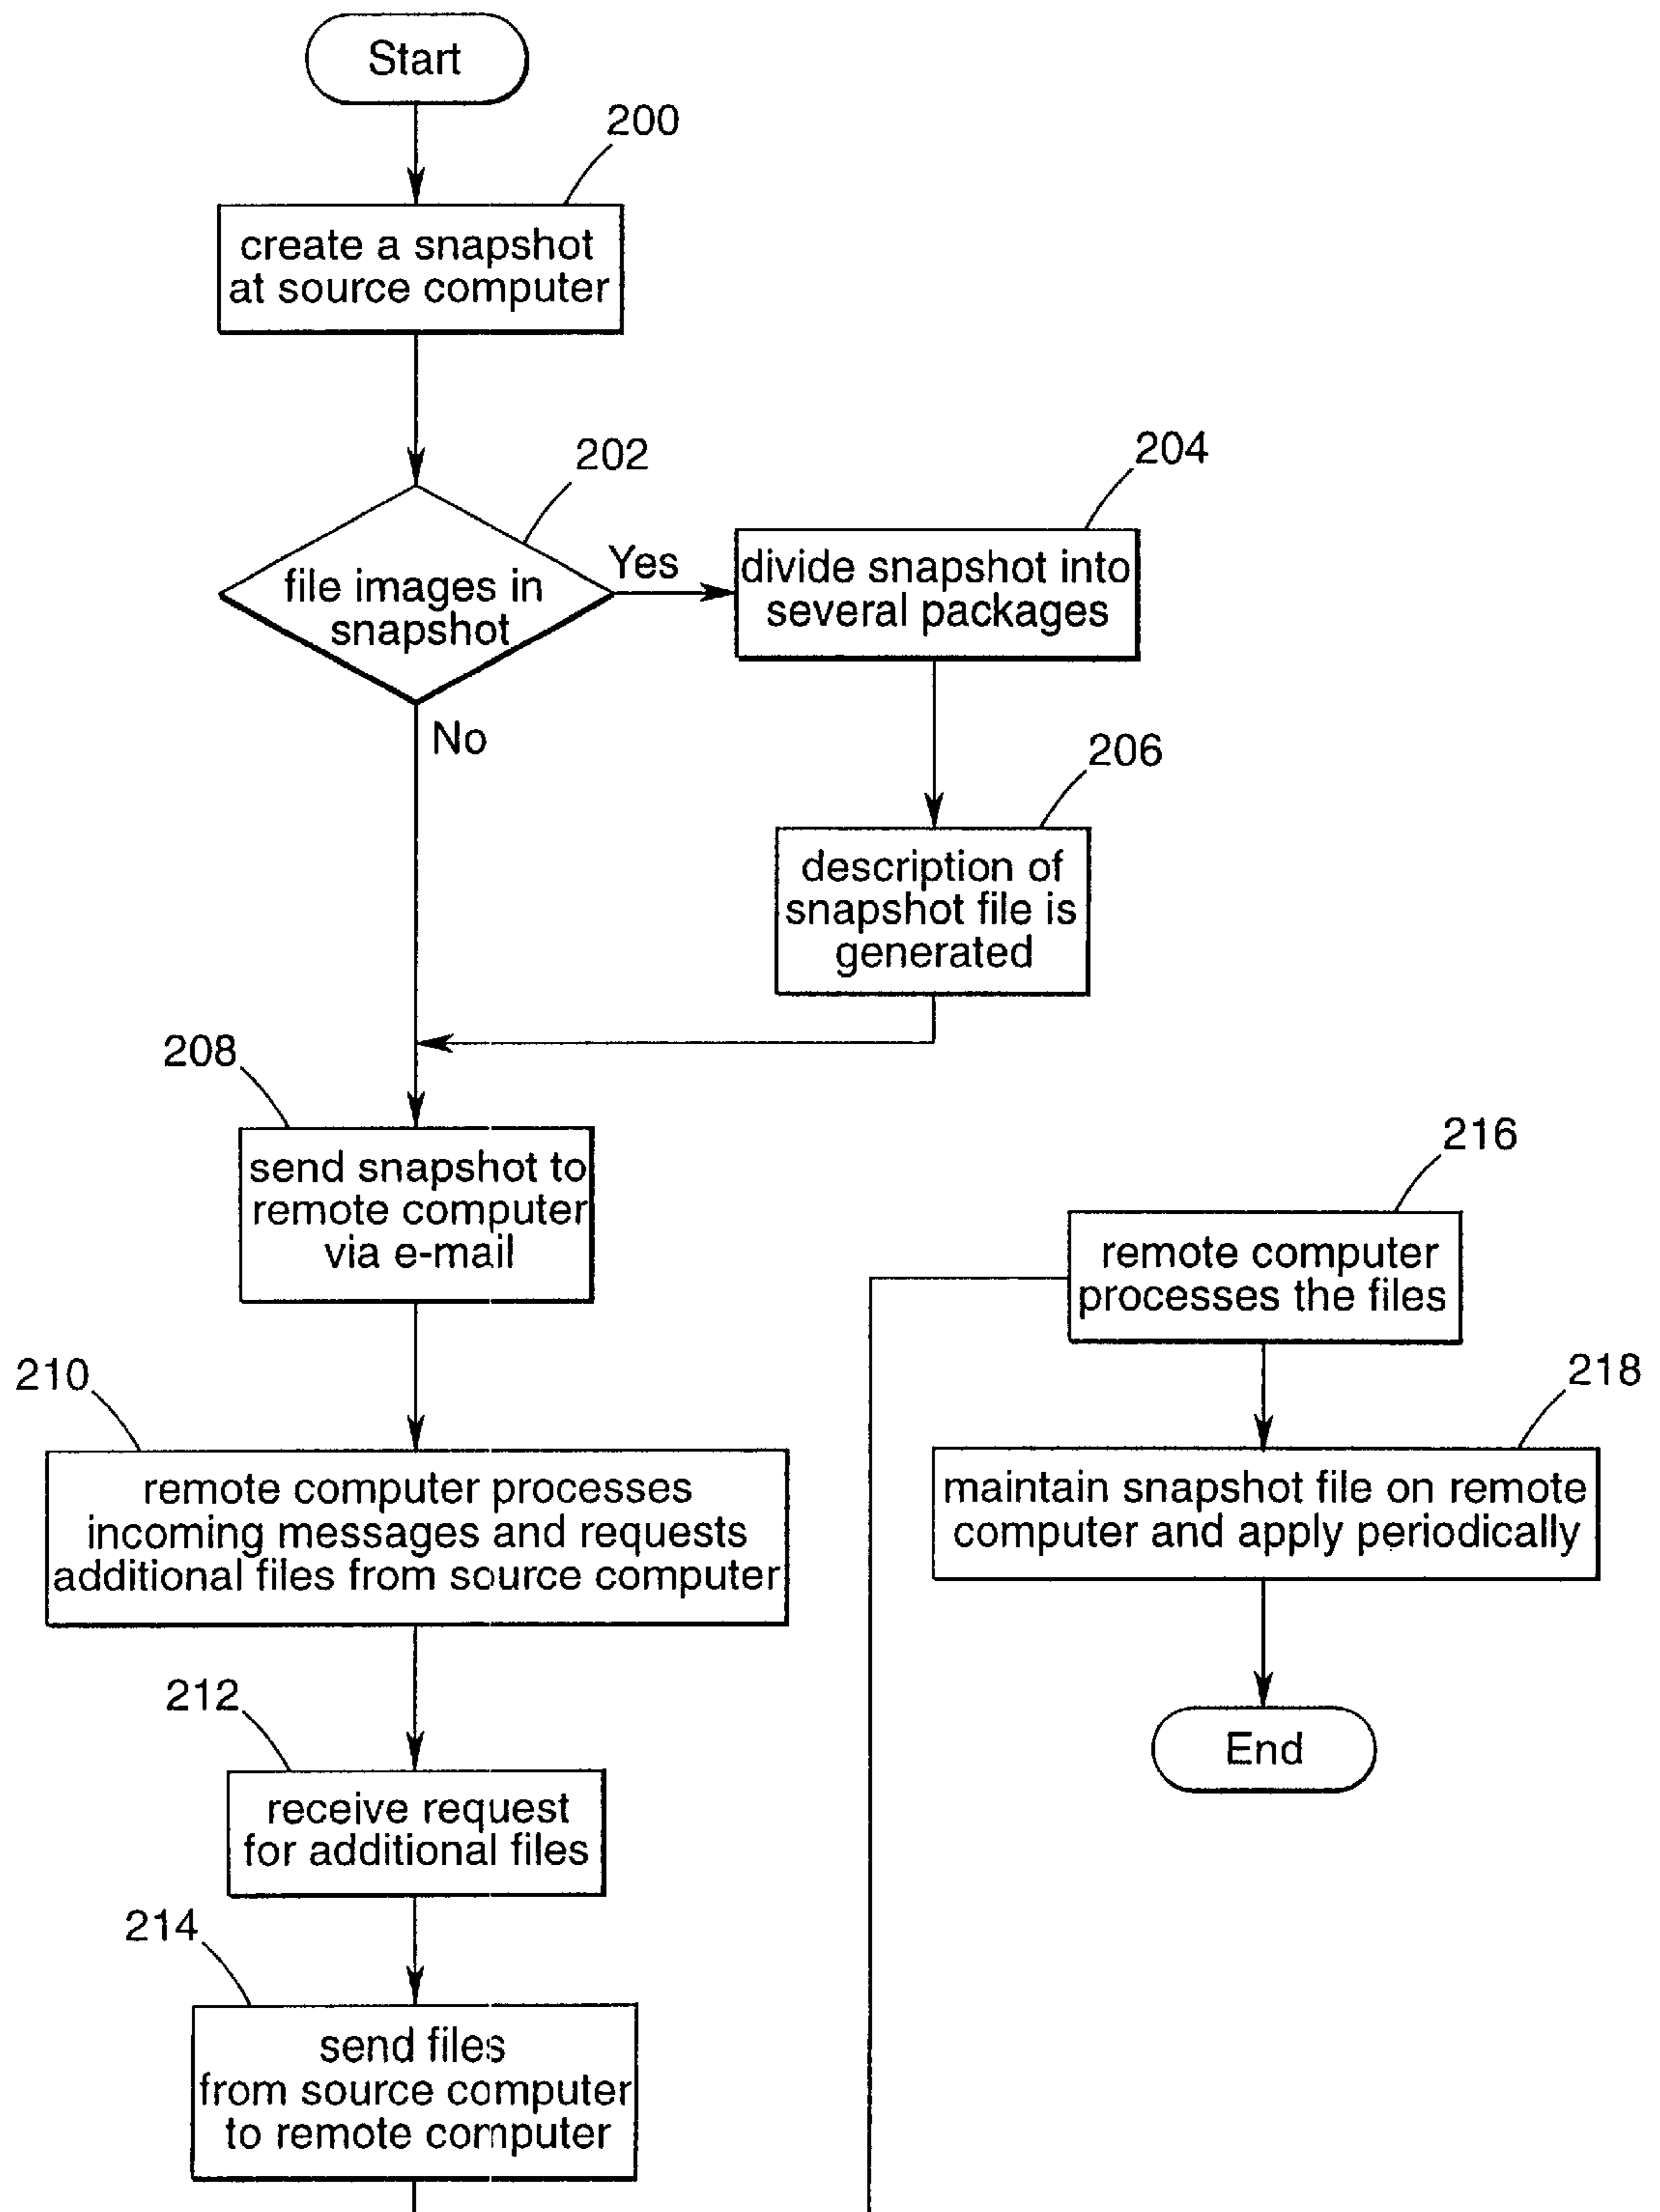 Start
200
create a snapshot
at source computer
202
file images in
snapshot
Yes
No
204
divide snapshot into
several packages
206
description of
snapshot file is
generated
208
send snapshot to
remote computer
via e-mail
210
remote computer processes
incoming messages and requests
additional files from source computer
212
receive request
for additional files
214
send files
from source computer
to remote computer
216
remote computer
processes the files
218
maintain snapshot file on remote
computer and apply periodically
End